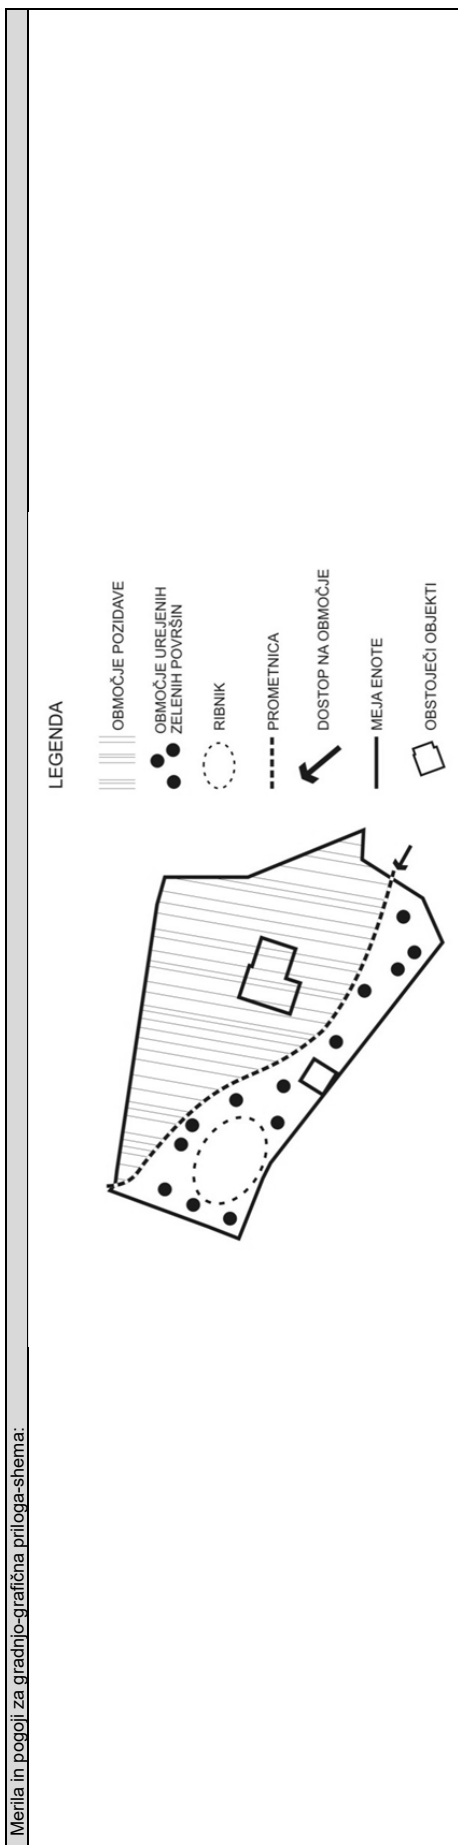 Merila in pogoji za gradnjo-grafična priloga-shema:
LEGENDA
OBMOČJE POZIDAVE
OBMOČJE UREJENIH
ZELENIH POVRŠIN
RIBNIK
PROMETNICA
DOSTOP NA OBMOČJE
MEJA ENOTE
OBSTOJEČI OBJEKTI